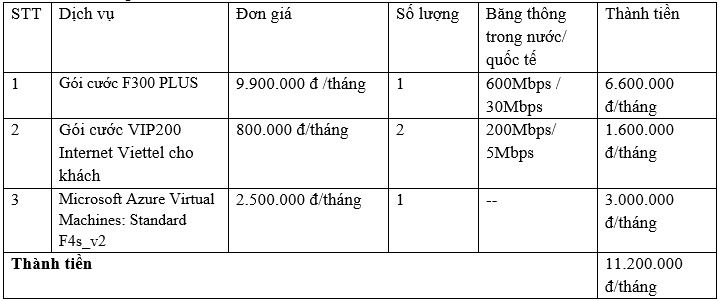 STT Dịch vụ Đơn giá Số lượng Băng thông Thành tiền
trong nước/
quốc tế
1 Gói cước F300 PLUS 9.900.000 đ /tháng 1 600Mbps / 6.600.000
30Mbps đ/tháng
2 Gói cước VIP200 800.000 đ/tháng 2 200Mbps/ 1.600.000
Internet Viettel cho 5Mbps đ/tháng
khách
3 Microsoft Azure Virtual 2.500.000 đ/tháng 1 -- 3.000.000
Machines: Standard đ/tháng
F4s_v2
Thành tiền 11.200.000
đ/tháng